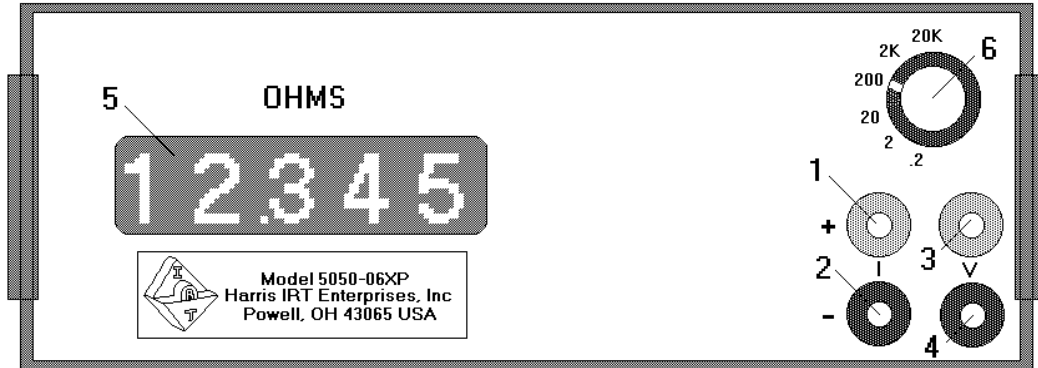 20K
2K
6
200
5
OHMS
20
2
.2
12.345
1
+
3
I
V
2
-
4
I
R
T
Model 5050-06XP
Harris IRT Enterprises, Inc
Powell, OH 43065 USA